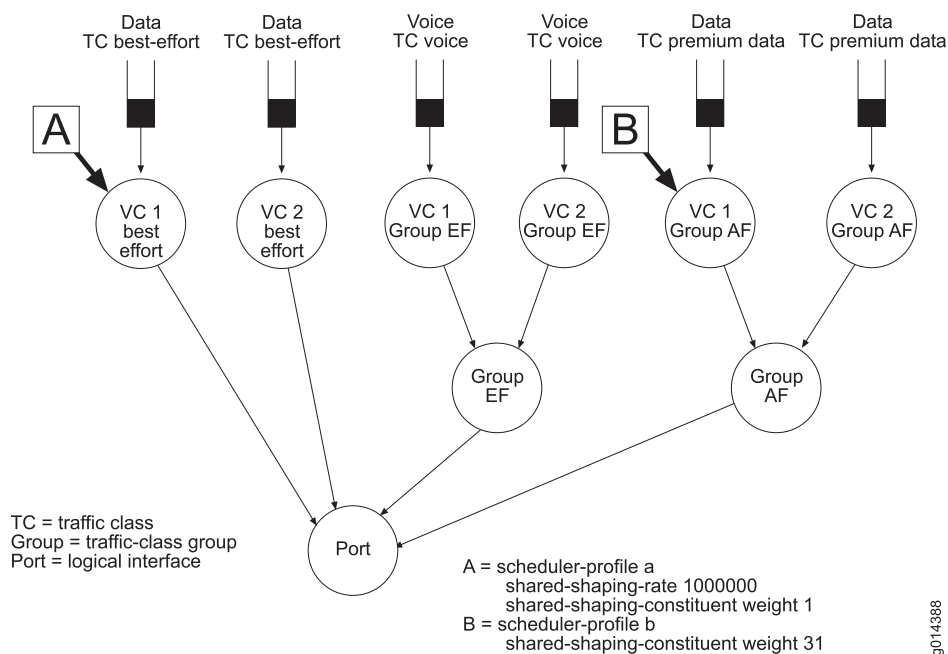 Data
TC best-effort
Data
TC best-effort
Voice
TC voice
Voice
TC voice
Data
TC premium data
Data
TC premium data
A
B
VC 1
best
effort
VC 2
best
effort
VC 1
Group EF
VC 2
Group EF
VC 1
Group AF
VC 2
Group AF
Group
EF
Group
AF
Port
TC = traffic class
Group = traffic-class group
Port = logical interface
A = scheduler-profile a
shared-shaping-rate 1000000
shared-shaping-constituent weight 1
B = scheduler-profile b
shared-shaping-constituent weight 31
g014388